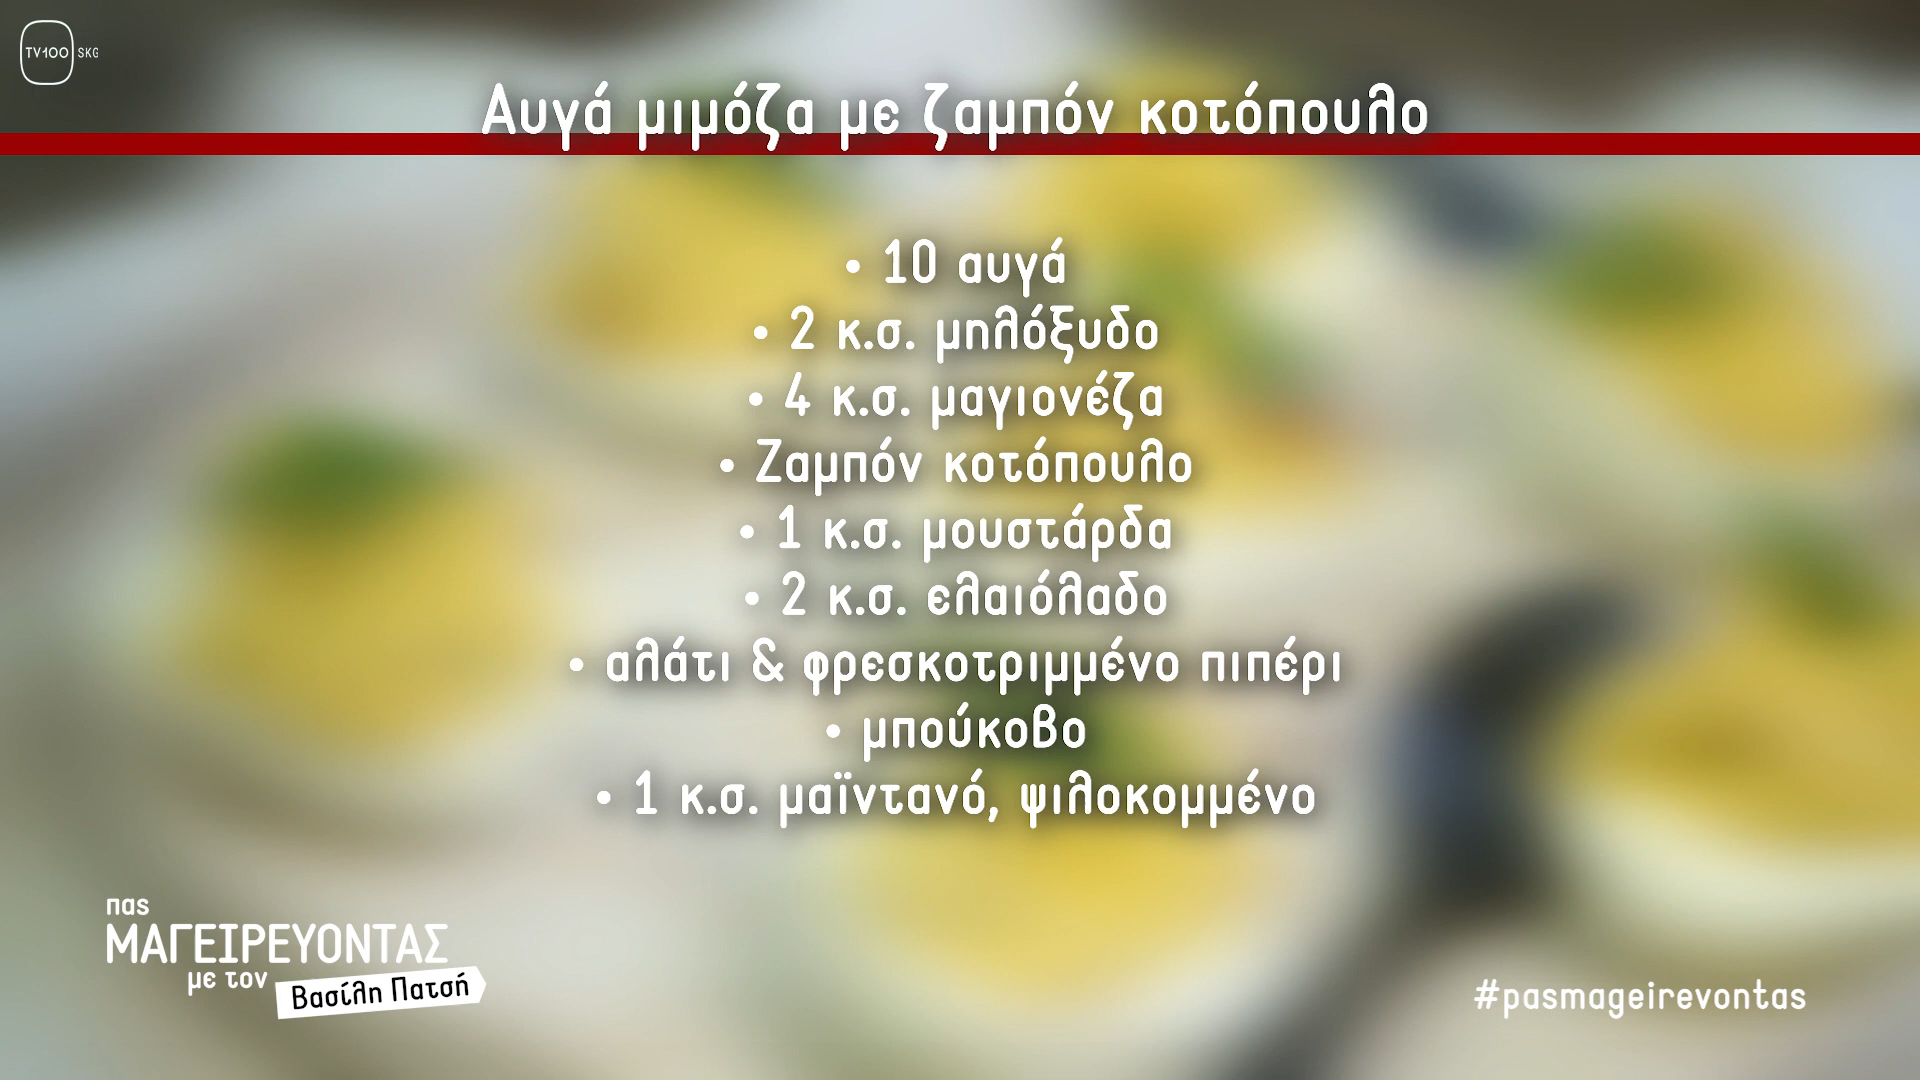 TV100 SKG
Αυγά μιμόζα με ζαμπόν κοτόπουλο
• 10 αυγά
• 2 κ.σ. μηλόξυδο
• 4 κ.σ. μαγιονέζα
• Ζαμπόν κοτόπουλο
• 1 κ.σ. μουστάρδα
• 2 κ.σ. ελαιόλαδο
• αλάτι & φρεσκοτριμμένο πιπέρι
• μπούκοβο
• 1 κ.σ. μαϊντανό, ψιλοκομμένο
πας
ΜΑΓΕΙΡΕΥΟΝΤΑΣ
με τον Βασίλη Πατσή
#pasmageirevontas